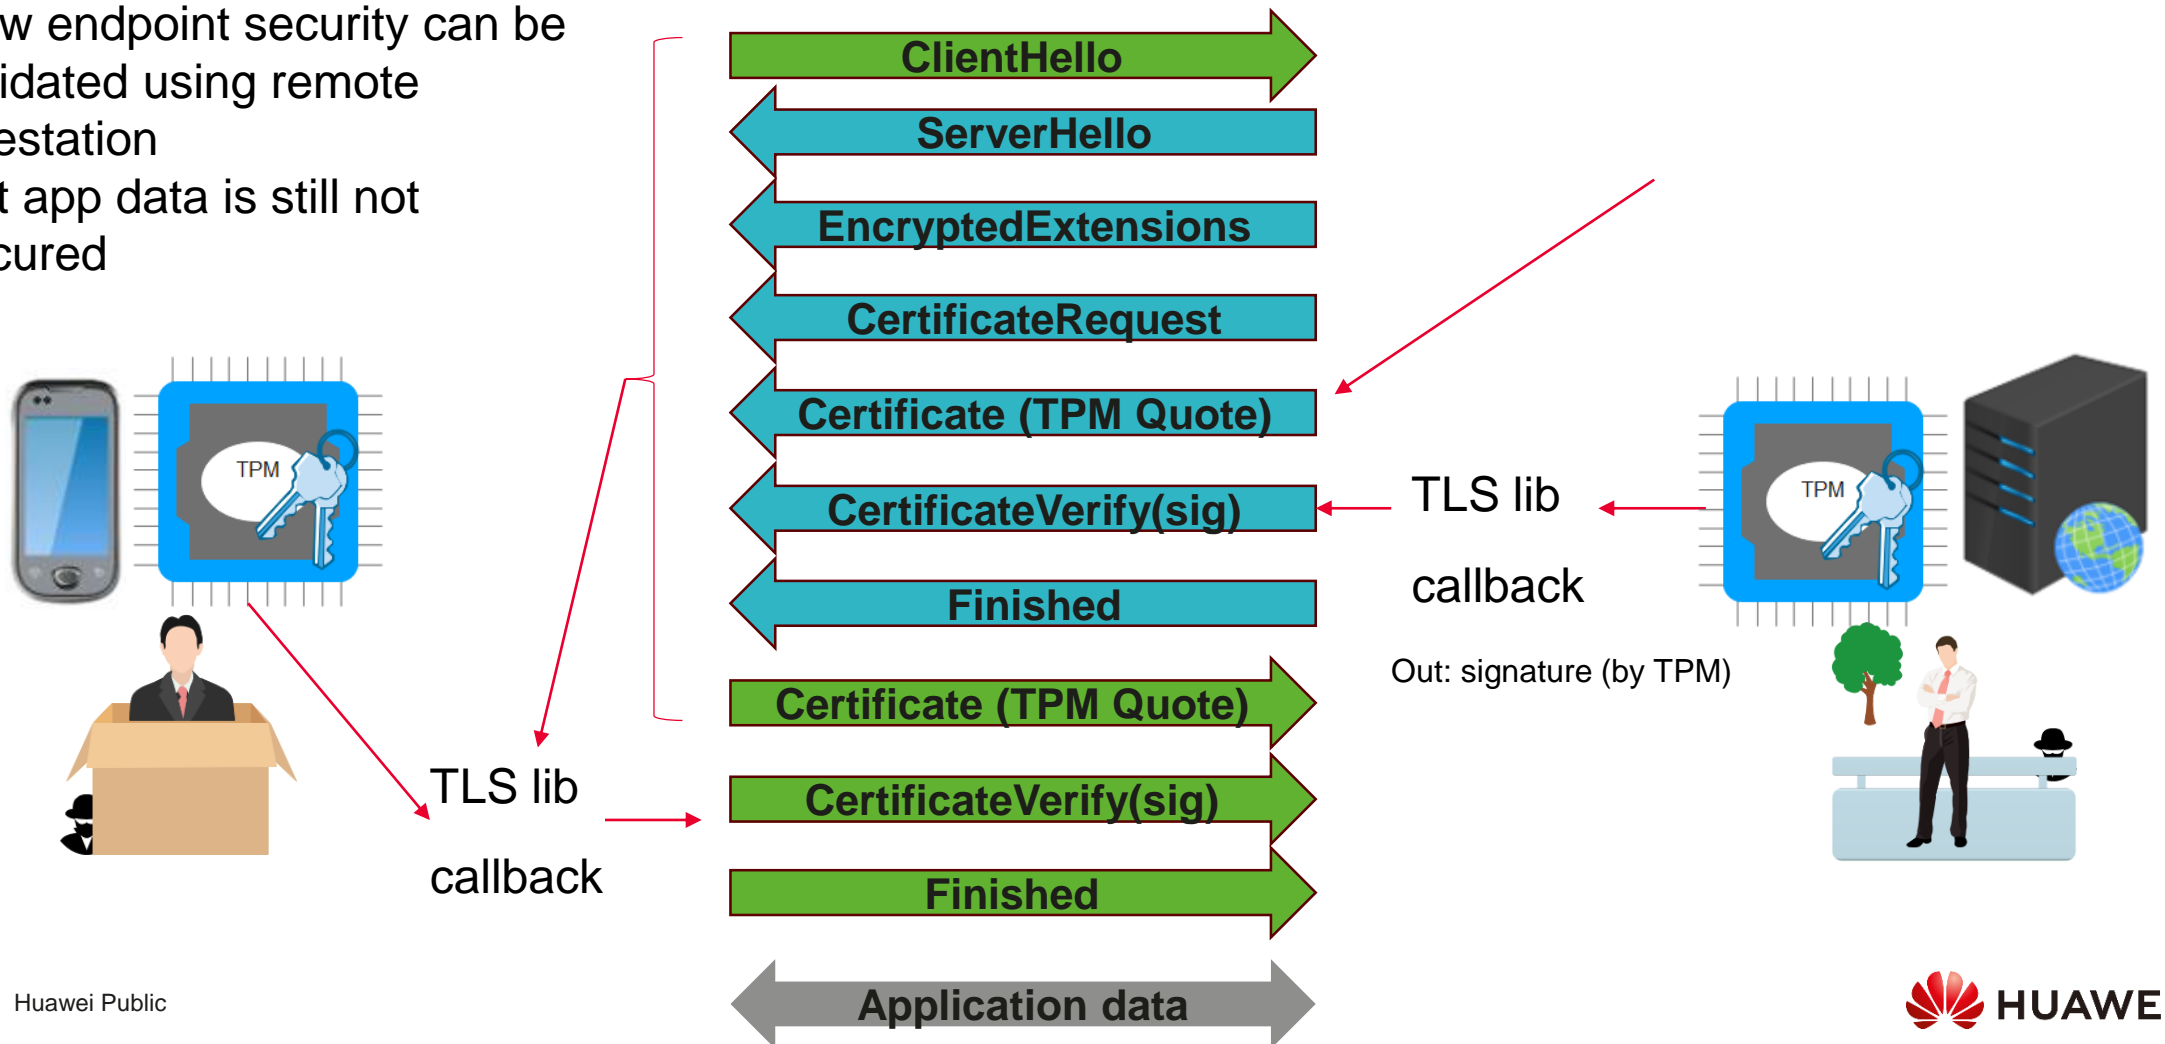 w endpoint security can be
idated using remote
estation
t app data is still not
cured
ClientHello
ServerHello
EncryptedExtensions
CertificateRequest
Certificate (TPM Quote)
CertificateVerify(sig)
Finished
Certificate (TPM Quote)
CertificateVerify(sig)
Finished
Application data
TPM
TLS lib
callback
TPM
TLS lib
callback
Out: signature (by TPM)
Huawei Public
HUAWE